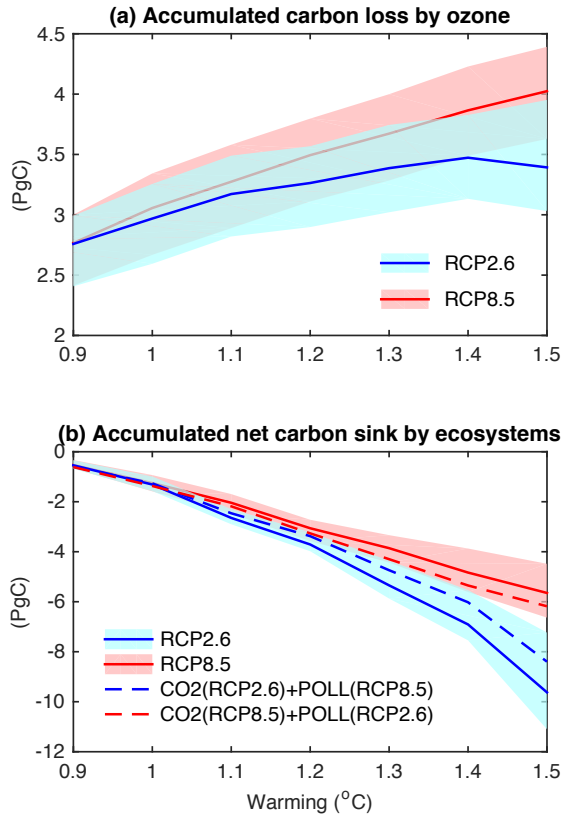 (a) Accumulated carbon loss by ozone
4.5
4
3.5
3
2.5
2
(PgC)
RCP2.6
RCP8.5
0.9 1 1.1 1.2 1.3 1.4 1.5
(b) Accumulated net carbon sink by ecosystems
0
-2
-4
-6
-8
-10
-12
(PgC)
RCP2.6
RCP8.5
CO2(RCP2.6)+POLL(RCP8.5)
CO2(RCP8.5)+POLL(RCP2.6)
0.9 1 1.1 1.2 1.3 1.4 1.5
Warming (°C)